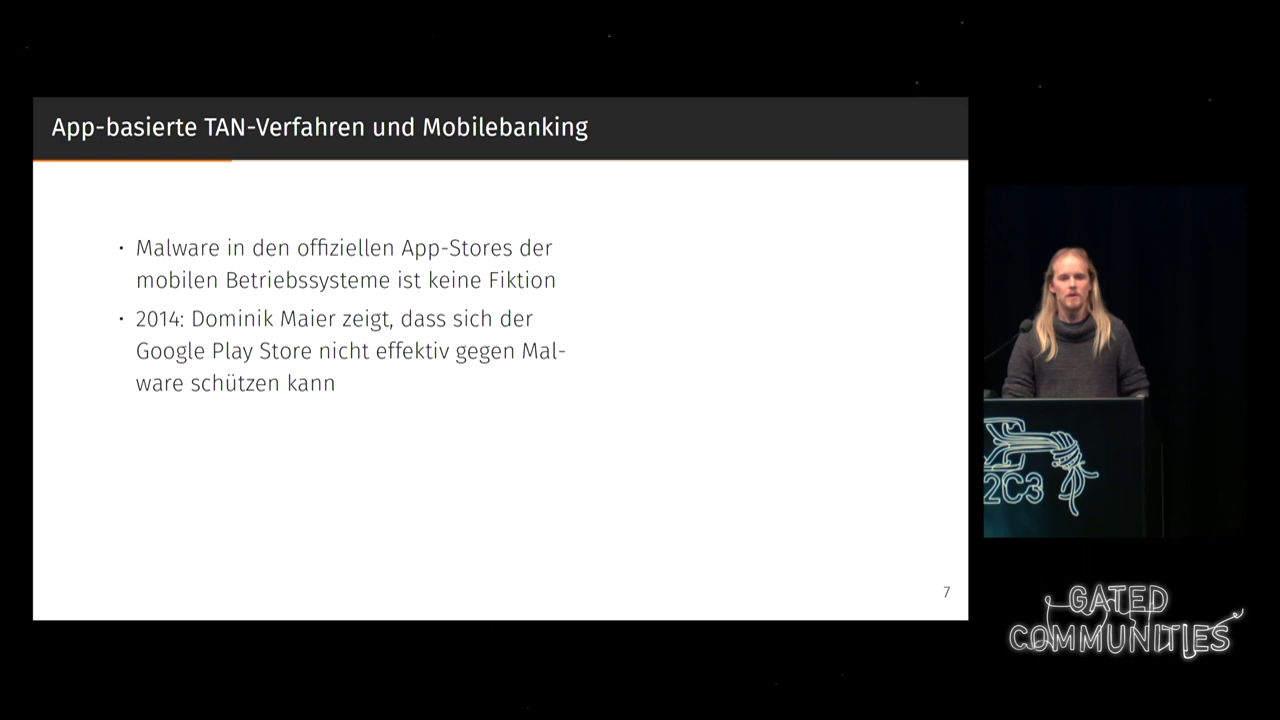 App-basierte TAN-Verfahren und Mobilebanking
• Malware in den offiziellen App-Stores der
mobilen Betriebssysteme ist keine Fiktion
• 2014: Dominik Maier zeigt, dass sich der
Google Play Store nicht effektiv gegen Mal-
ware schützen kann
7
2C3
GATED
COMMUNITIES